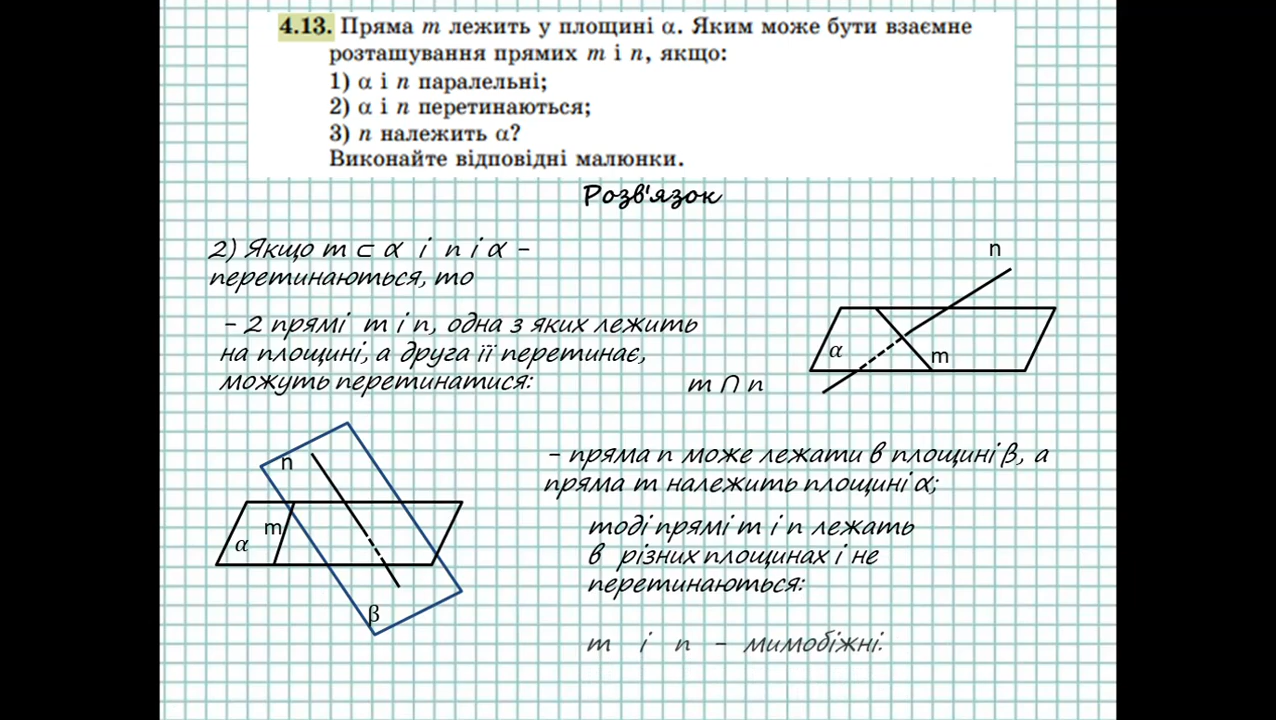 4.13. Пряма m лежить у площині α. Яким може бути взаємне
розташування прямих m і n, якщо:
1) α і n паралельні;
2) α і n перетинаються;
3) n належить α?
Виконайте відповідні малюнки.
Розв'язок
2) Якщо m ⊂ α і n і α –
перетинаються, то
– 2 прямі m і n, одна з яких лежить
на площині, а друга її перетинає,
можуть перетинатися:
m ∩ n
n
α
m
n
m
α
β
– пряма n може лежати в площині β, а
пряма m належить площині α;
тоді прямі m і n лежать
в різних площинах і не
перетинаються:
m і n – мимобіжні.